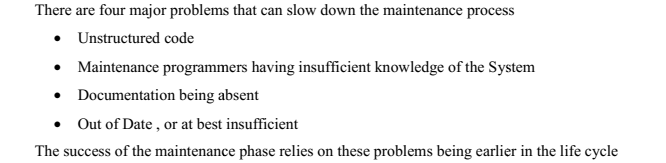 There are four major problems that can slow down the maintenance process
• Unstructured code
• Maintenance programmers having insufficient knowledge of the System
• Documentation being absent
• Out of Date , or at best insufficient
The success of the maintenance phase relies on these problems being earlier in the life cycle